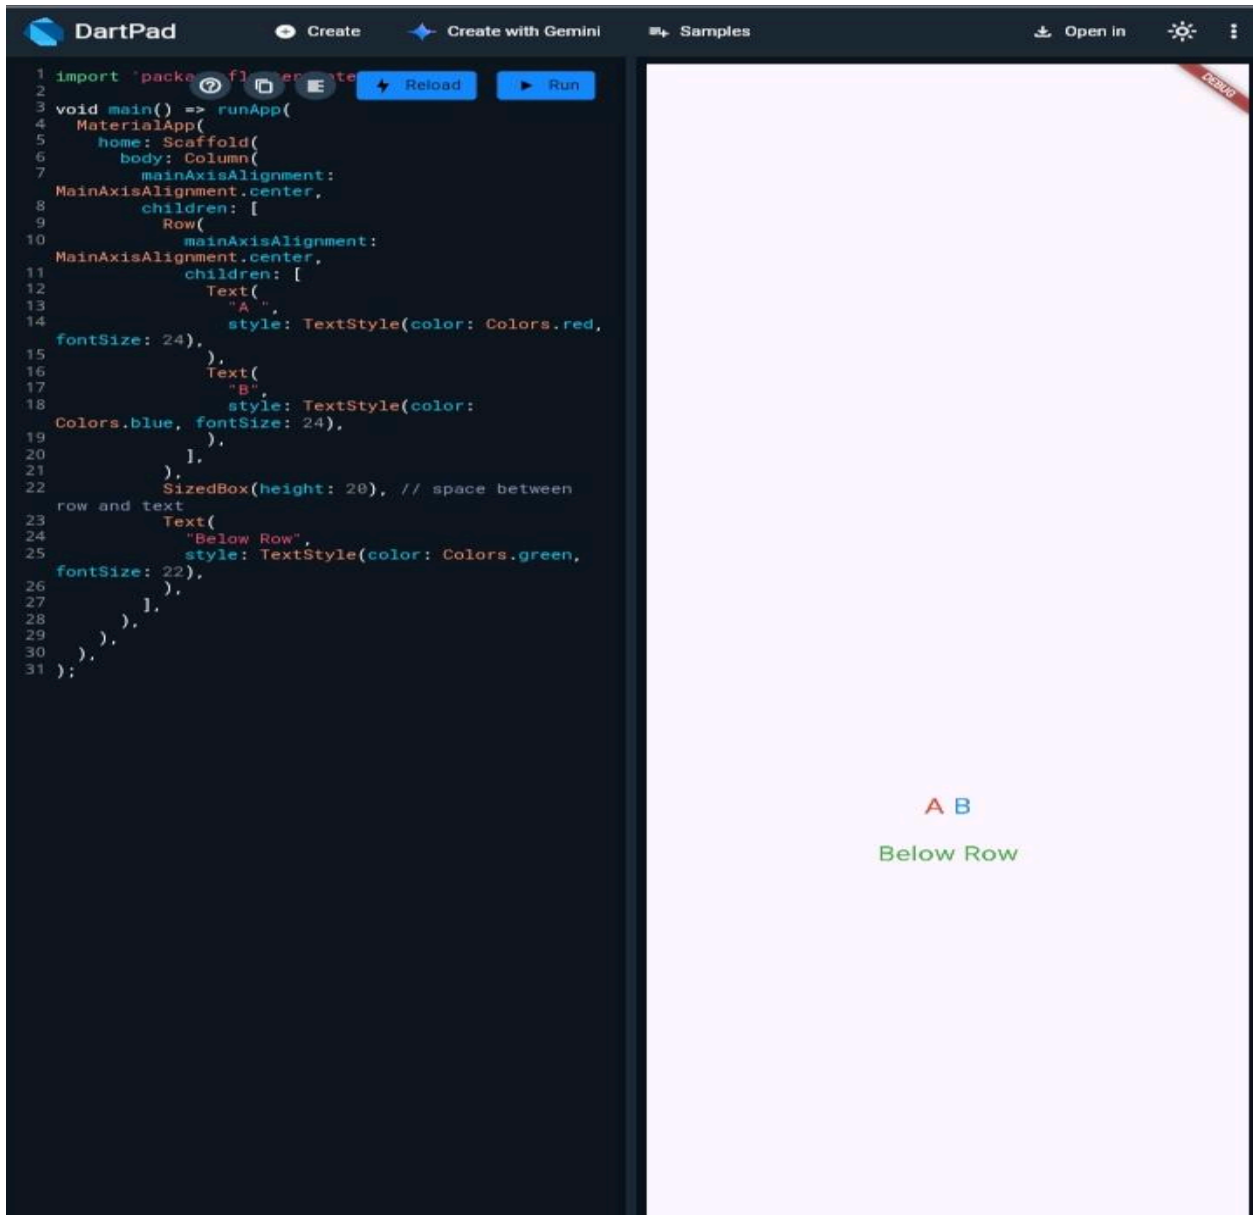 DartPad Create Create with Gemini Samples Open in
1 import 'packa
Reload Run
2
3 void main() => runApp(
4 MaterialApp(
5 home: Scaffold(
6 body: Column(
7 mainAxisAlignment:
MainAxisAlignment.center,
8 children: [
9 Row(
10 mainAxisAlignment:
MainAxisAlignment.center,
11 children: [
12 Text(
13 "A ",
14 style: TextStyle(color: Colors.red,
fontSize: 24),
15 ),
16 Text(
17 "B",
18 style: TextStyle(color:
Colors.blue, fontSize: 24),
19 ),
20 ],
21 ),
22 SizedBox(height: 20), // space between
row and text
23 Text(
24 "Below Row",
25 style: TextStyle(color: Colors.green,
fontSize: 22),
26 ),
27 ],
28 ),
29 ),
30 ),
31 );
DEBUG
A B
Below Row